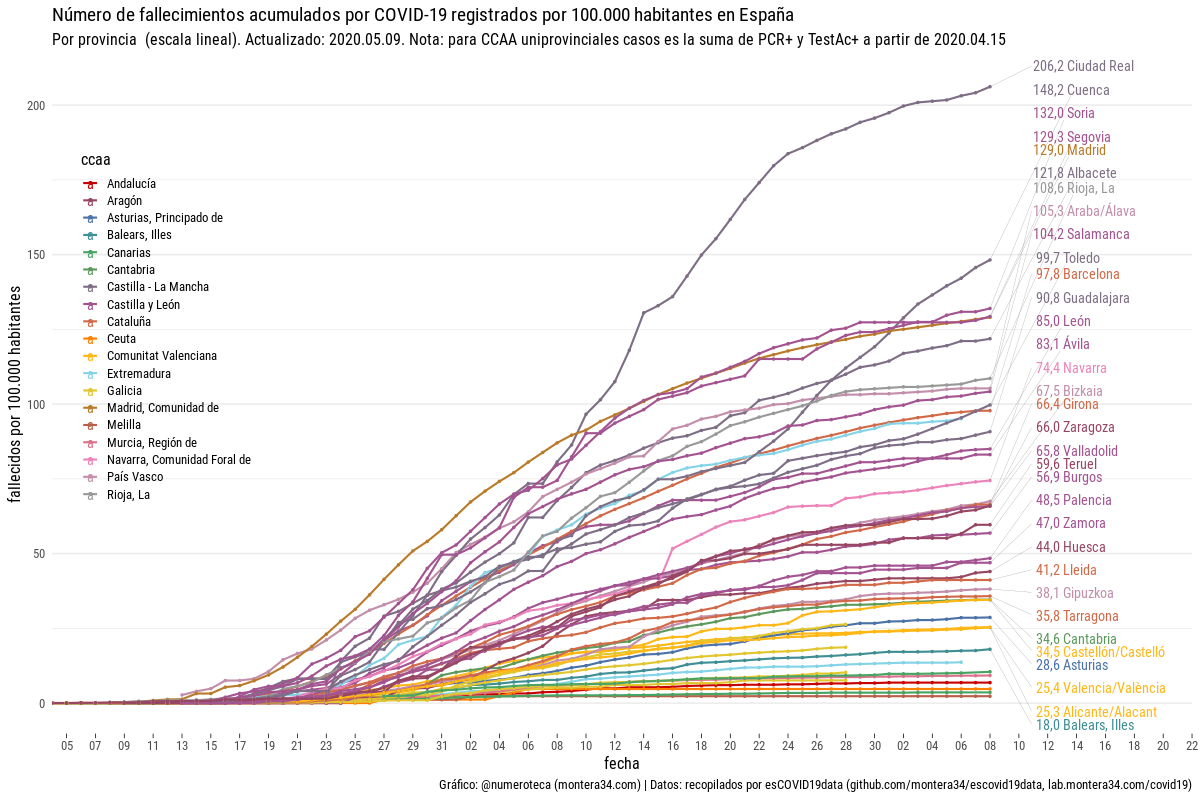 Número de fallecimientos acumulados por COVID-19 registrados por 100.000 habitantes en España
Por provincia (escala lineal). Actualizado: 2020.05.09. Nota: para CCAA uniprovinciales casos es la suma de PCR+ y TestAc+ a partir de 2020.04.15
fallecidos por 100.000 habitantes
200
150
100
50
0
ccaa
Andalucía
Aragón
Asturias, Principado de
Balears, Illes
Canarias
Cantabria
Castilla - La Mancha
Castilla y León
Cataluña
Ceuta
Comunitat Valenciana
Extremadura
Galicia
Madrid, Comunidad de
Melilla
Murcia, Región de
Navarra, Comunidad Foral de
País Vasco
Rioja, La
206,2 Ciudad Real
148,2 Cuenca
132,0 Soria
129,3 Segovia
129,0 Madrid
121,8 Albacete
108,6 Rioja, La
105,3 Araba/Álava
104,2 Salamanca
99,7 Toledo
97,8 Barcelona
90,8 Guadalajara
85,0 León
83,1 Ávila
74,4 Navarra
67,5 Bizkaia
66,4 Girona
66,0 Zaragoza
65,8 Valladolid
59,6 Teruel
56,9 Burgos
48,5 Palencia
47,0 Zamora
44,0 Huesca
41,2 Lleida
38,1 Gipuzkoa
35,8 Tarragona
34,6 Cantabria
34,5 Castellón/Castelló
28,6 Asturias
25,4 Valencia/València
25,3 Alicante/Alacant
18,0 Balears, Illes
05 07 09 11 13 15 17 19 21 23 25 27 29 31 02 04 06 08 10 12 14 16 18 20 22 24 26 28 30 02 04 06 08 10 12 14 16 18 20 22
fecha
Gráfico: @numeroteca (montera34.com) | Datos: recopilados por esCOVID19data (github.com/montera34/escovid19data, lab.montera34.com/covid19)